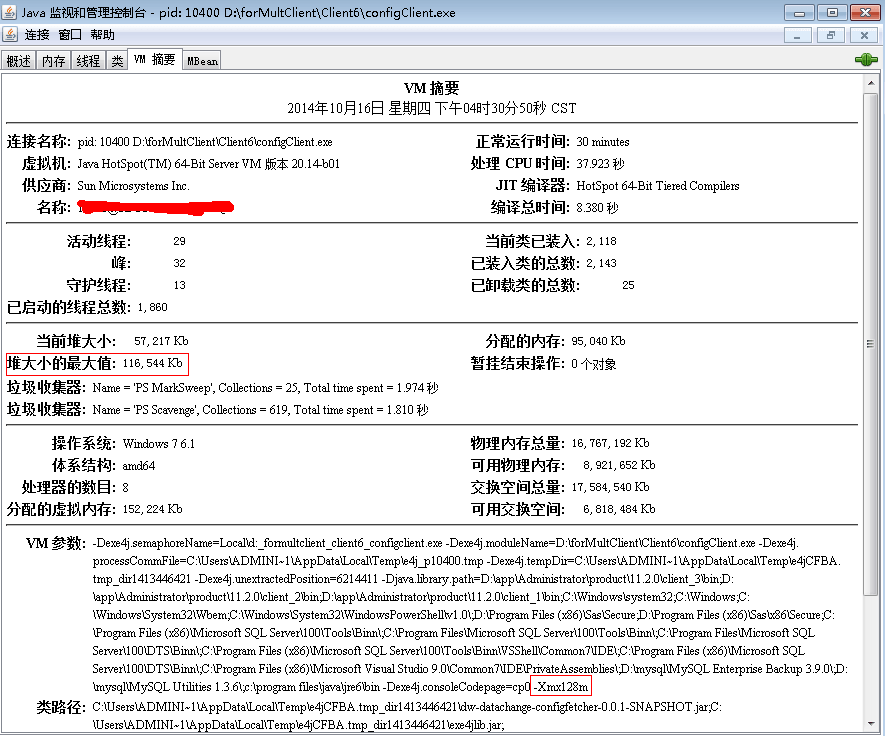 Java 监视和管理控制台 - pid: 10400 D:\forMultClient\Client6\configClient.exe
连接 窗口 帮助
概述 内存 线程 类 VM 摘要 MBean
VM 摘要
2014年10月16日 星期四 下午04时30分50秒 CST
连接名称: pid: 10400 D:\forMultClient\Client6\configClient.exe 正常运行时间: 30 minutes
虚拟机: Java HotSpot(TM) 64-Bit Server VM 版本 20.14-b01 处理 CPU 时间: 37.923 秒
供应商: Sun Microsystems Inc. JIT 编译器: HotSpot 64-Bit Tiered Compilers
名称: 编译总时间: 8.380 秒
活动线程: 29 当前类已装入: 2,118
峰: 32 已装入类的总数: 2,143
守护线程: 13 已卸载类的总数: 25
已启动的线程总数: 1,860
当前堆大小: 57,217 Kb 分配的内存: 95,040 Kb
堆大小的最大值: 116,544 Kb 暂挂结束操作: 0 个对象
垃圾收集器: Name = 'PS MarkSweep', Collections = 25, Total time spent = 1.974 秒
垃圾收集器: Name = 'PS Scavenge', Collections = 619, Total time spent = 1.810 秒
操作系统: Windows 7 6.1 物理内存总量: 16,767,192 Kb
体系结构: amd64 可用物理内存: 8,921,652 Kb
处理器的数目: 8 交换空间总量: 17,584,540 Kb
分配的虚拟内存: 152,224 Kb 可用交换空间: 6,818,484 Kb
VM 参数: -Dexe4j.semaphoreName=Local\d:_formultclient_client6_configclient.exe -Dexe4j.moduleName=D:\forMultClient\Client6\configClient.exe -Dexe4j.
processCommFile=C:\Users\ADMINI~1\AppData\Local\Temp\e4j_p10400.tmp -Dexe4j.tempDir=C:\Users\ADMINI~1\AppData\Local\Temp\e4jCFBA.
tmp_dir1413446421 -Dexe4j.unextractedPosition=6214411 -Djava.library.path=D:\app\Administrator\product\11.2.0\client_3\bin;D:
\app\Administrator\product\11.2.0\client_2\bin;D:\app\Administrator\product\11.2.0\client_1\bin;C:\Windows\system32;C:\Windows;C:
\Windows\System32\Wbem;C:\Windows\System32\WindowsPowerShell\v1.0\;D:\Program Files (x86)\Sas\Secure;D:\Program Files (x86)\Sas\x86\Secure;C:
\Program Files (x86)\Microsoft SQL Server\100\Tools\Binn\;C:\Program Files\Microsoft SQL Server\100\Tools\Binn\;C:\Program Files\Microsoft SQL
Server\100\DTS\Binn\;C:\Program Files (x86)\Microsoft SQL Server\100\Tools\Binn\VSShell\Common7\IDE\;C:\Program Files (x86)\Microsoft SQL
Server\100\DTS\Binn\;C:\Program Files (x86)\Microsoft Visual Studio 9.0\Common7\IDE\PrivateAssemblies\;D:\mysql\MySQL Enterprise Backup 3.9.0\;D:
\mysql\MySQL Utilities 1.3.6\;c:\program files\java\jre6\bin -Dexe4j.consoleCodepage=cp0 -Xmx128m
类路径: C:\Users\ADMINI~1\AppData\Local\Temp\e4jCFBA.tmp_dir1413446421\dw-datachange-configfetcher-0.0.1-SNAPSHOT.jar;C:
\Users\ADMINI~1\AppData\Local\Temp\e4jCFBA.tmp_dir1413446421\exe4jlib.jar;